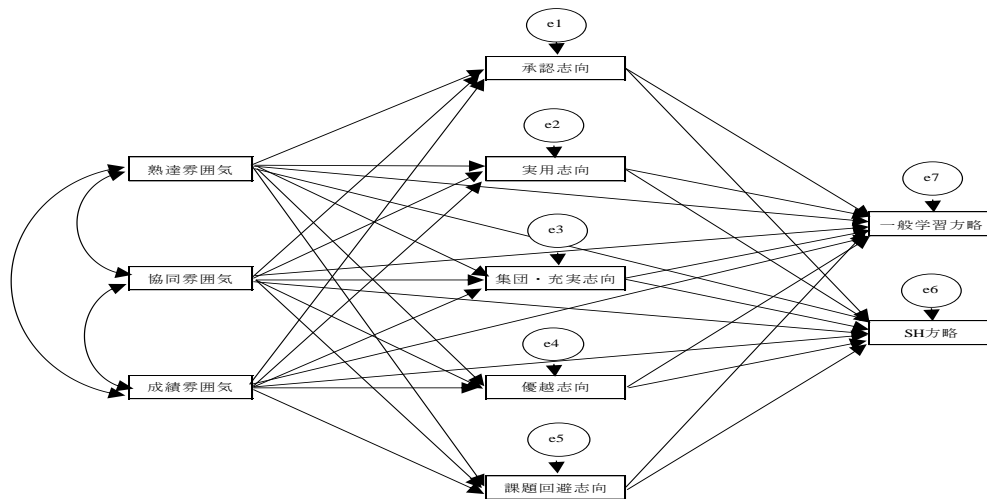 e1
承認志向
e2
熟達雰囲気
実用志向
e7
一般学習方略
e3
協同雰囲気
集団・充実志向
e6
SH方略
e4
成績雰囲気
優越志向
e5
課題回避志向